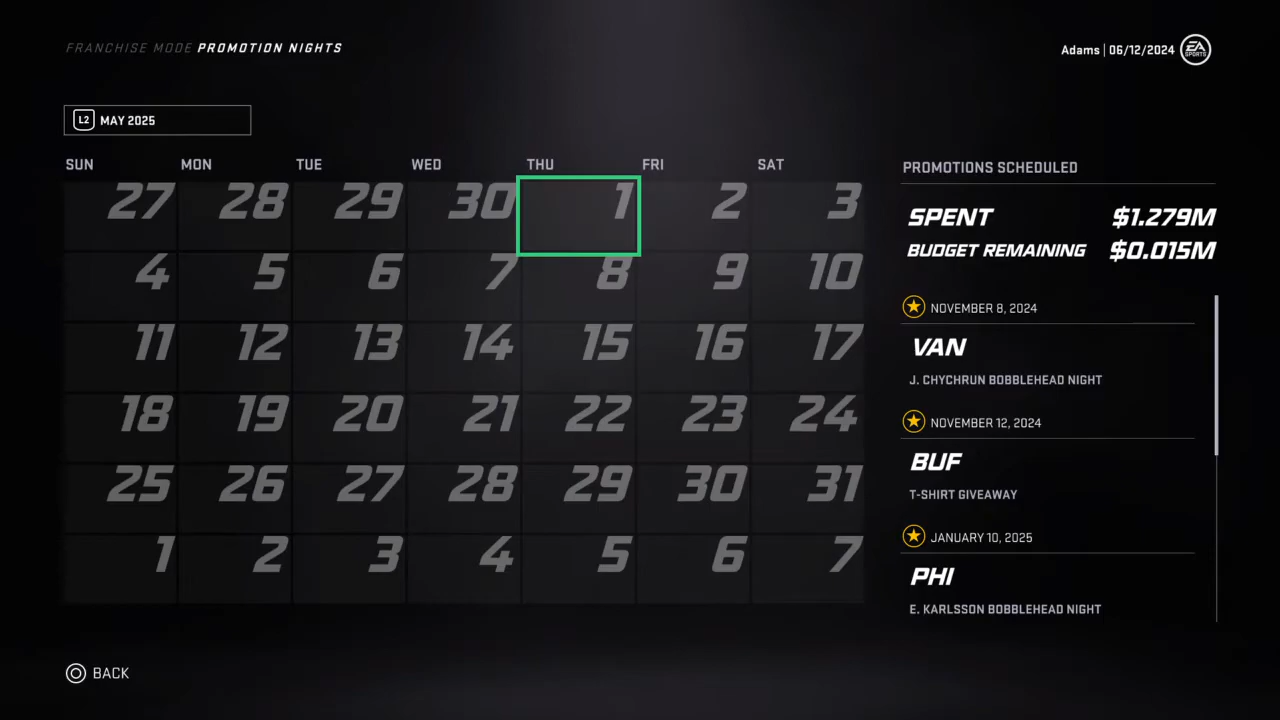 FRANCHISE MODE PROMOTION NIGHTS
Adams | 06/12/2024 EA SPORTS
L2 MAY 2025
SUN MON TUE WED THU FRI SAT
27 28 29 30 1 2 3
4 5 6 7 8 9 10
11 12 13 14 15 16 17
18 19 20 21 22 23 24
25 26 27 28 29 30 31
1 2 3 4 5 6 7
PROMOTIONS SCHEDULED
SPENT $1.279M
BUDGET REMAINING $0.015M
NOVEMBER 8, 2024
VAN
J. CHYCHRUN BOBBLEHEAD NIGHT
NOVEMBER 12, 2024
BUF
T-SHIRT GIVEAWAY
JANUARY 10, 2025
PHI
E. KARLSSON BOBBLEHEAD NIGHT
BACK